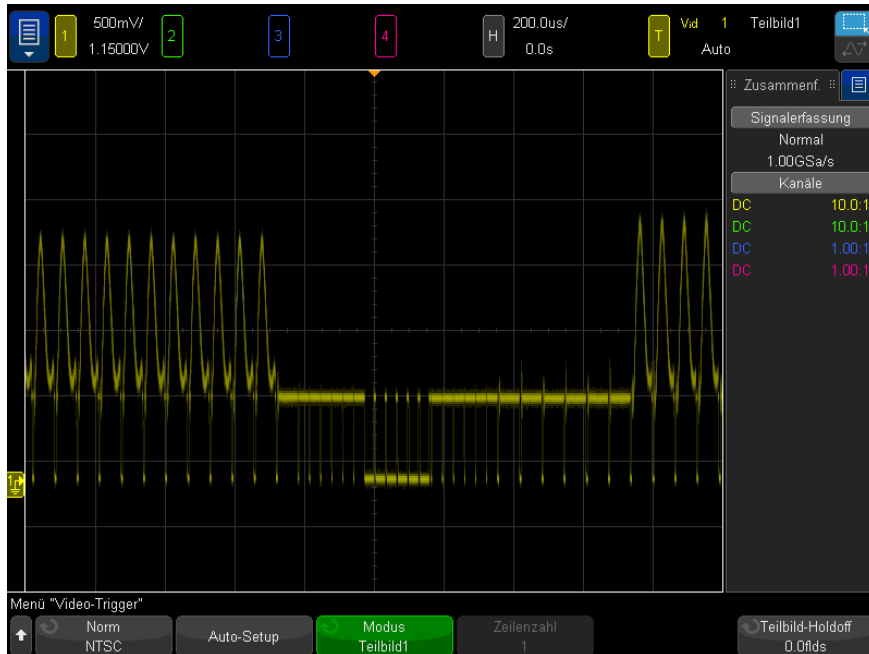 1 500mV/ 2 3 4 H 200.0us/ T Vid 1 Teilbild1
1.15000V 0.0s Auto
Zusammenf.
Signalerfassung
Normal
1.00GSa/s
Kanäle
DC 10.0:1
DC 10.0:1
DC 1.00:1
DC 1.00:1
1
Menü "Video-Trigger"
Norm Auto-Setup Modus Zeilenzahl Teilbild-Holdoff
NTSC Teilbild1 1 0.0flds